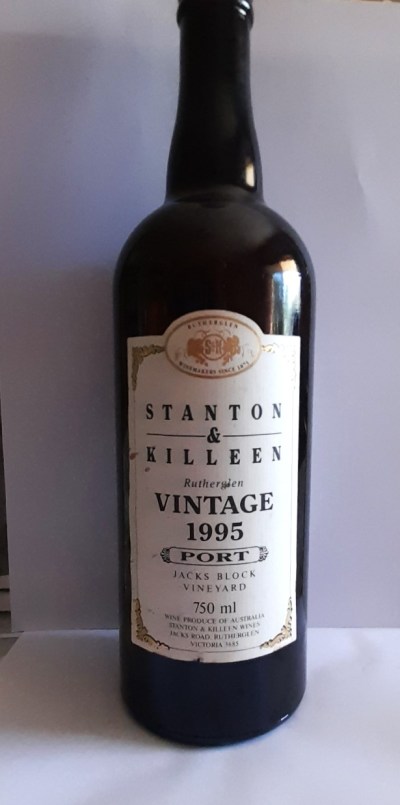 RUTHERGLEN
S&K
WINEMAKERS SINCE 1875
STANTON
&
KILLEEN
Rutherglen
VINTAGE
1995
PORT
JACKS BLOCK
VINEYARD
750 ml
WINE PRODUCE OF AUSTRALIA
STANTON & KILLEEN WINES
JACKS ROAD, RUTHERGLEN
VICTORIA 3685